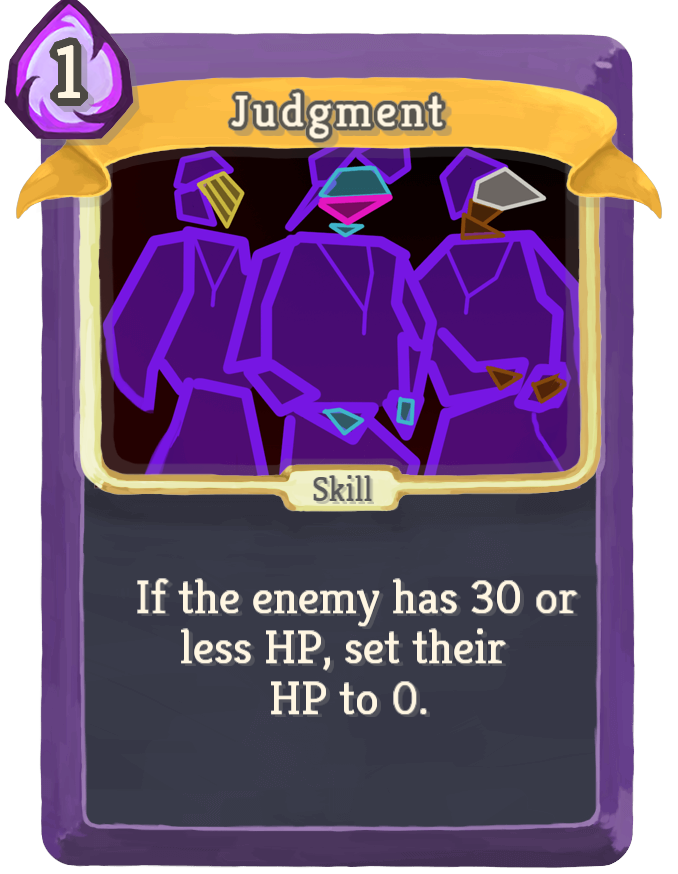 1
Judgment
Skill
If the enemy has 30 or
less HP, set their
HP to 0.